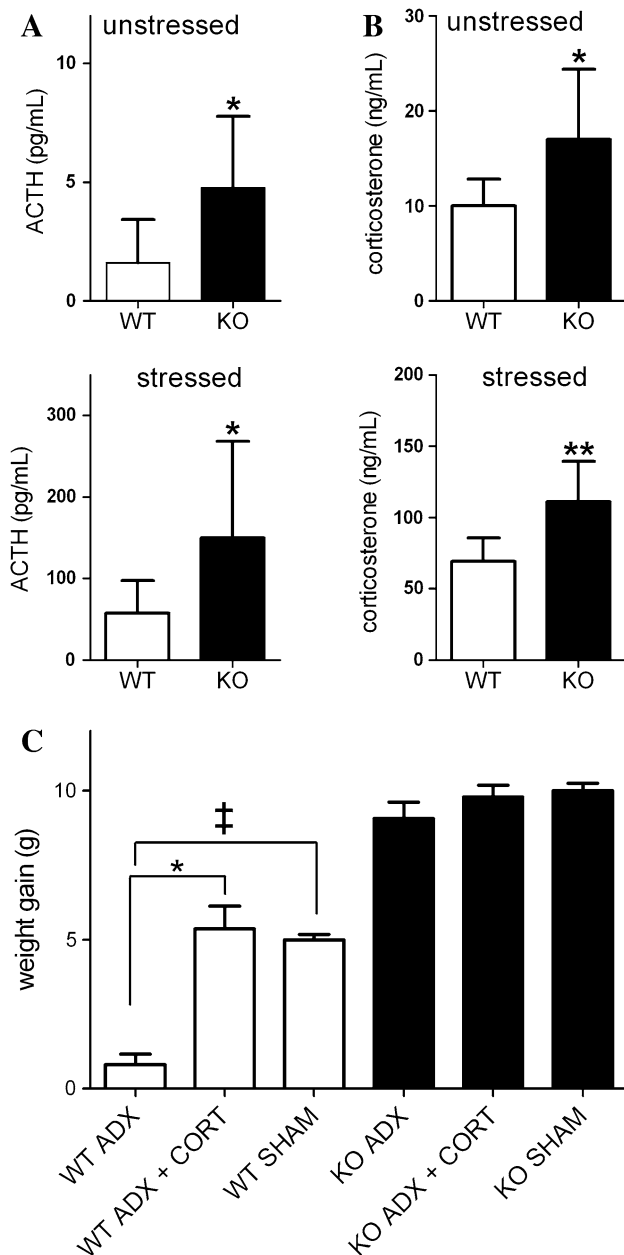 A
unstressed
ACTH (pg/mL)
10
5
0
*
WT
KO
B
unstressed
corticosterone (ng/mL)
30
20
10
0
*
WT
KO
stressed
ACTH (pg/mL)
300
200
100
0
*
WT
KO
stressed
corticosterone (ng/mL)
200
150
100
50
0
**
WT
KO
C
weight gain (g)
10
5
0
‡
*
WT ADX
WT ADX + CORT
WT SHAM
KO ADX
KO ADX + CORT
KO SHAM